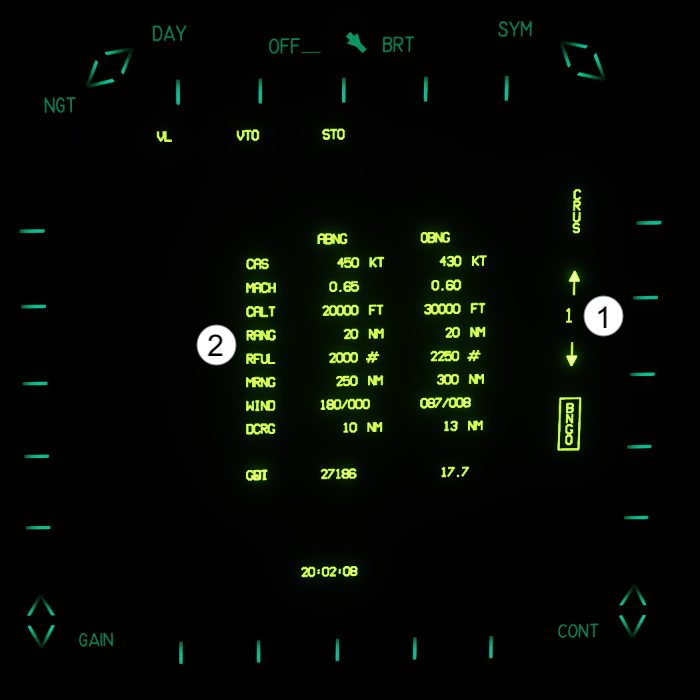 DAY
OFF__ BRT
SYM
NGT
VL VTO STO
CRUS
ABNG OBNG
CAS 450 KT 430 KT
MACH 0.65 0.60
CALT 20000 FT 30000 FT
1 1
RANG 20 NM 20 NM
2
RFUL 2000 # 2250 #
MRNG 250 NM 300 NM
WIND 180/000 087/008
BNGO
DCRG 10 NM 13 NM
GWT 27186 17.7
20:02:08
GAIN CONT